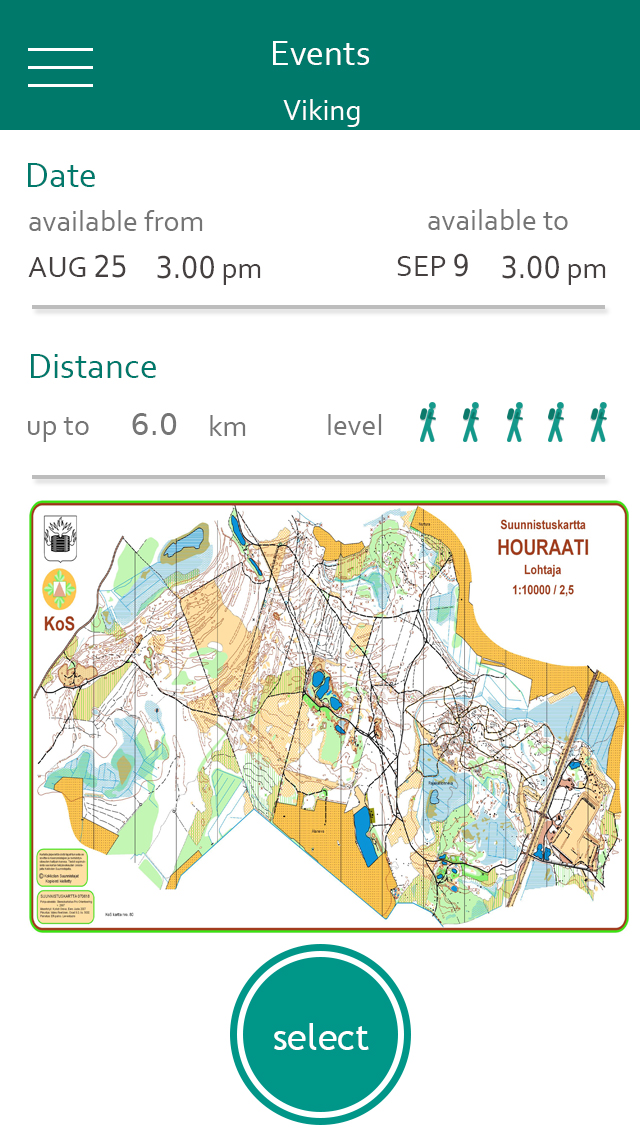 Events
Viking
Date
available from
available to
AUG 25 3.00 pm
SEP 9 3.00 pm
Distance
up to 6.0 km level
Suunnistuskartta
HOURAATI
Lohtaja
1:10000 / 2,5
KoS
select